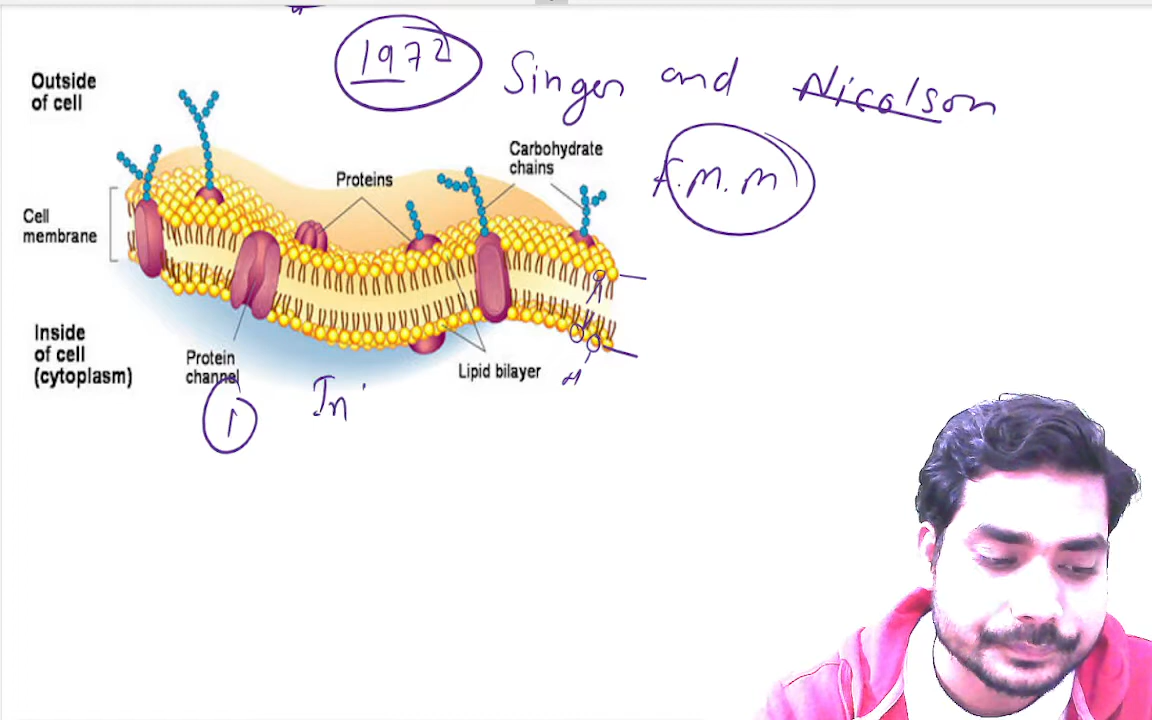 1972 Singer and Nicolson
F.M.M
Outside
of cell
Carbohydrate
chains
Proteins
Cell
membrane
Inside
of cell
(cytoplasm)
Protein
channel
Lipid bilayer
1 In